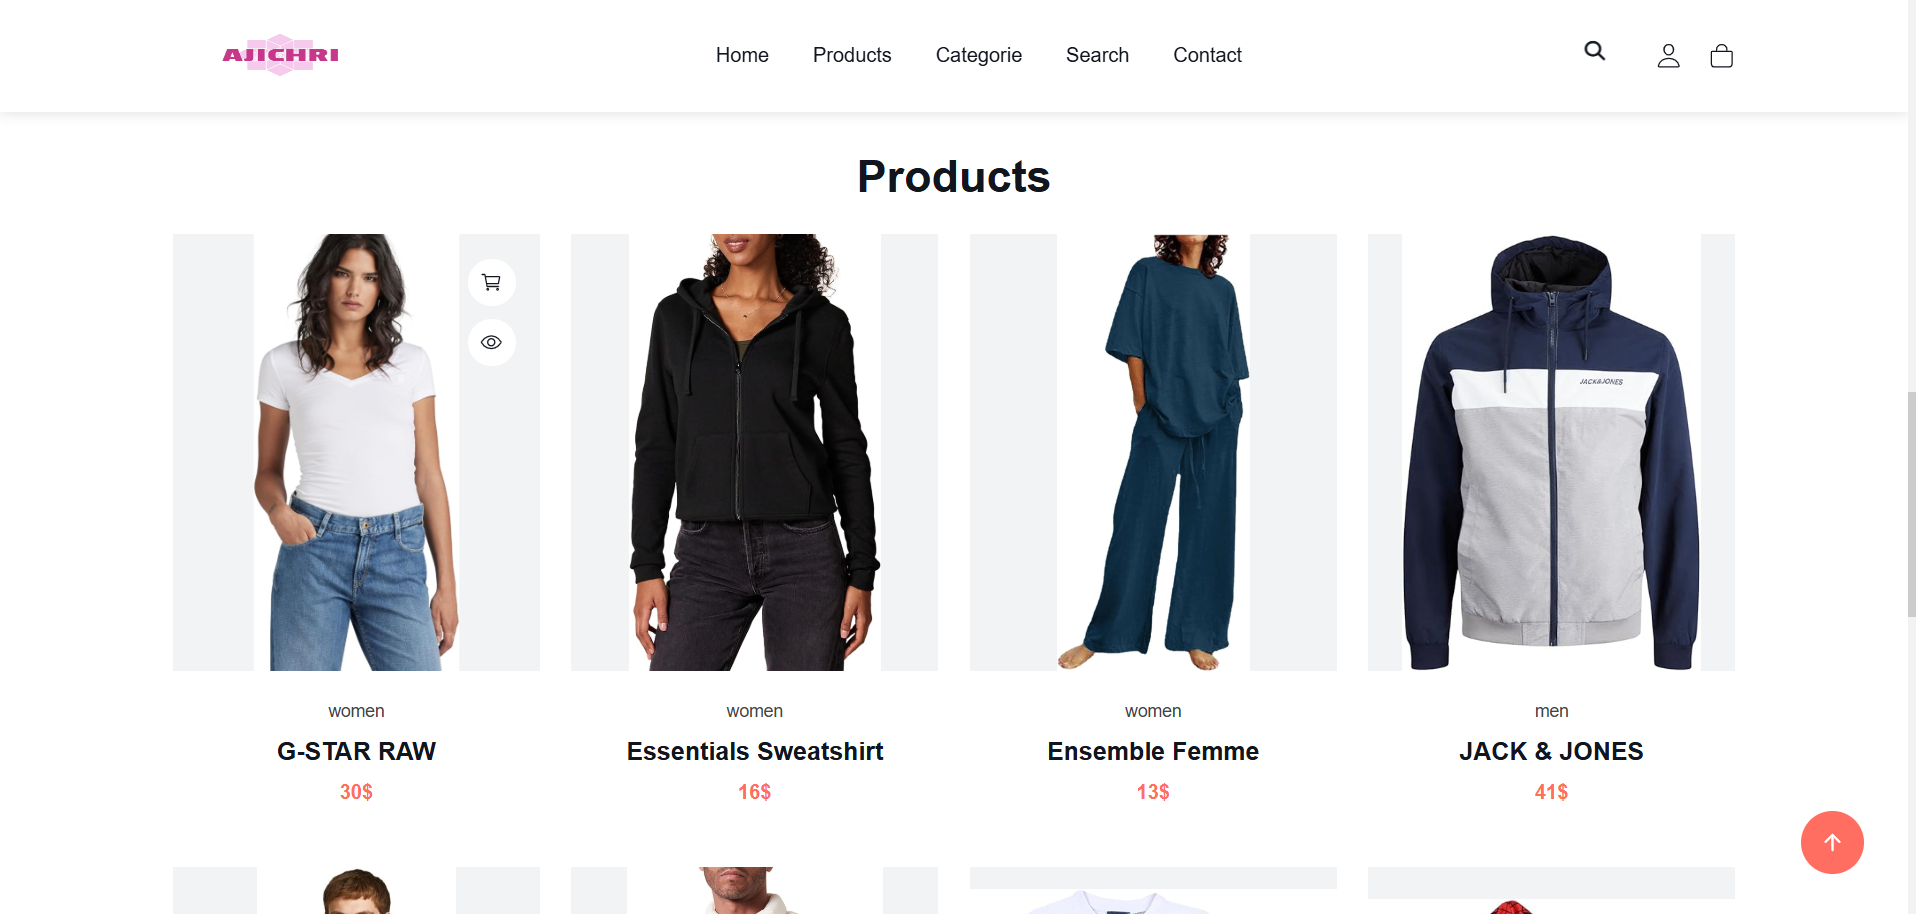 AJICHRI
Home Products Categorie Search Contact
Products
JACK&JONES
women
G-STAR RAW
30$
women
Essentials Sweatshirt
16$
women
Ensemble Femme
13$
men
JACK & JONES
41$